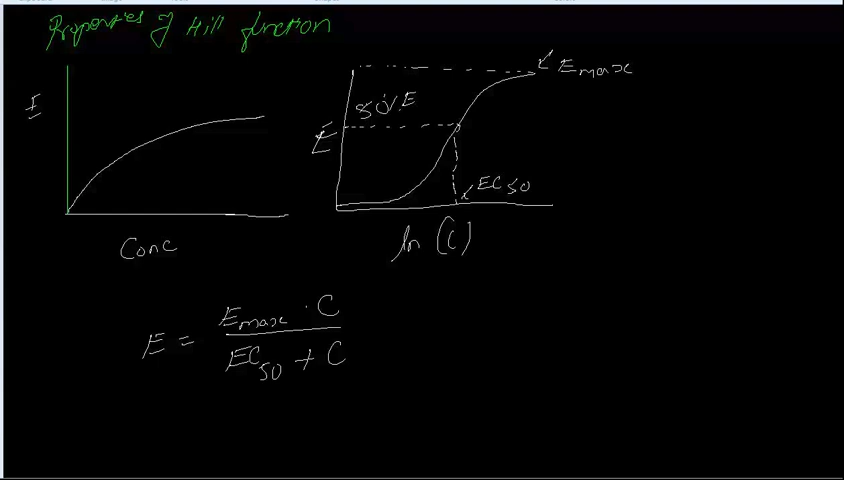 Properties of Hill function
E
Conc
Emax
50% E
E
EC50
ln (C)
E = Emax · C / EC50 + C